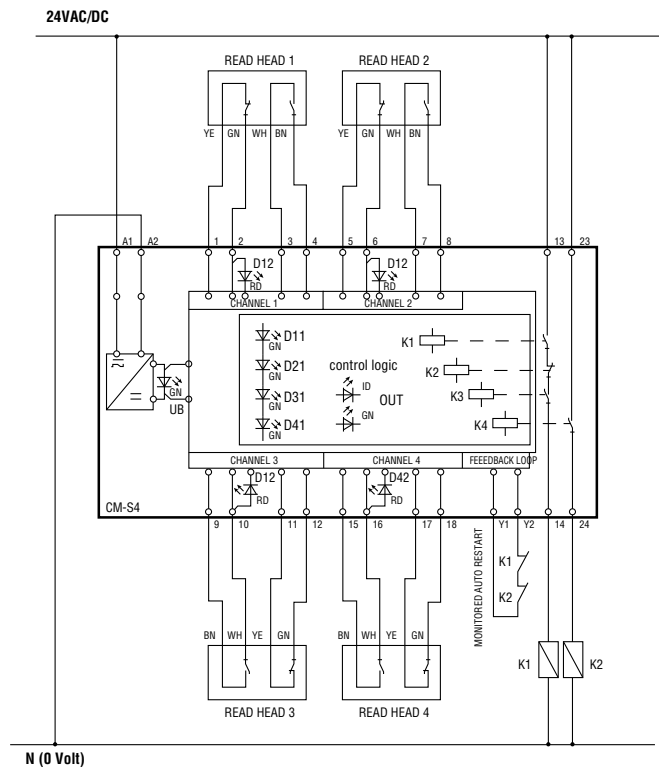 24VAC/DC
READ HEAD 1 READ HEAD 2
YE GN WH BN YE GN WH BN
A1 A2 1 2 3 4 5 6 7 8 13 23
D12 D12
RD RD
CHANNEL 1 CHANNEL 2
D11 K1
GN
D21 control logic K2
GN
ID
D31 OUT K3
GN GN
D41 K4
GN
GN
UB
CHANNEL 3 CHANNEL 4 FEEEDBACK LOOP
D12 D42
RD RD
CM-S4
9 10 11 12 15 16 17 18 Y1 Y2 14 24
MONITORED AUTO RESTART
K1
K2
BN WH YE GN BN WH YE GN
K1 K2
READ HEAD 3 READ HEAD 4
N (0 Volt)